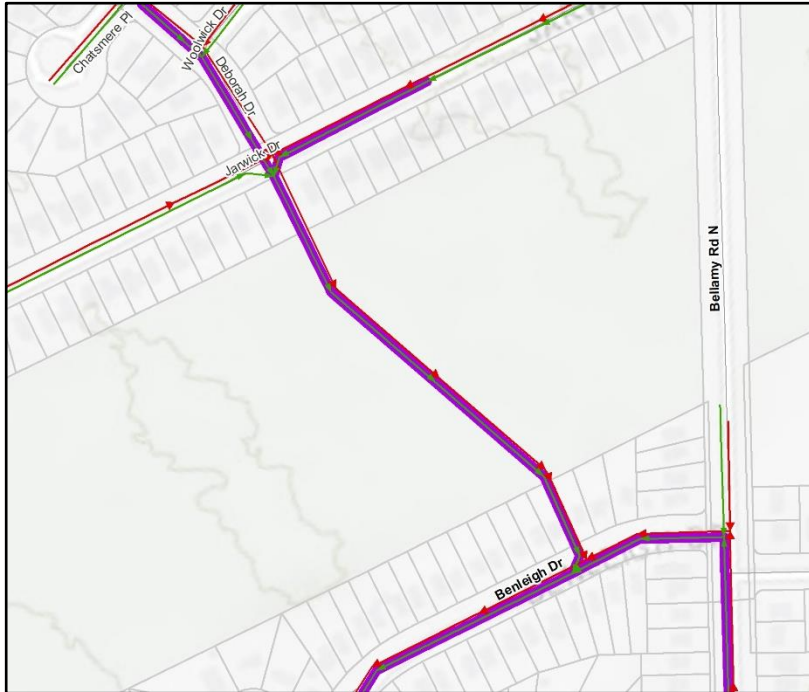 Chatsmere Pl
Woolwick Dr
Deborah Dr
Jarwick Dr
Bellamy Rd N
Benleigh Dr